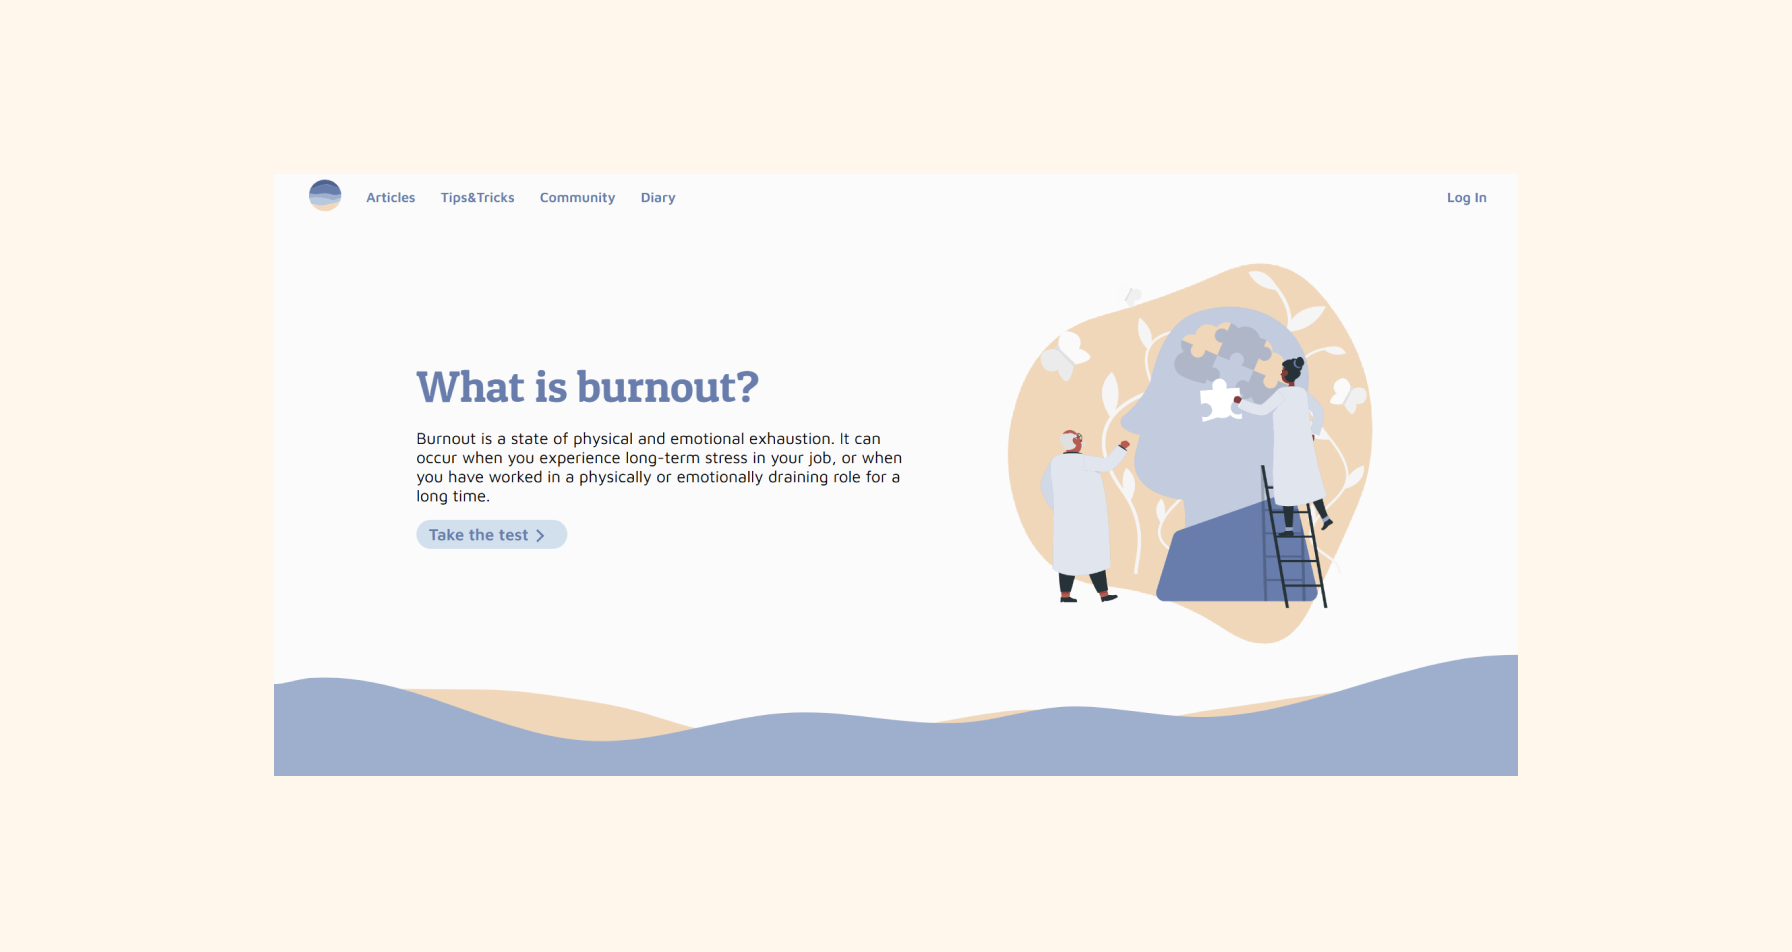 Articles Tips&Tricks Community Diary Log In
What is burnout?
Burnout is a state of physical and emotional exhaustion. It can
occur when you experience long-term stress in your job, or when
you have worked in a physically or emotionally draining role for a
long time.
Take the test